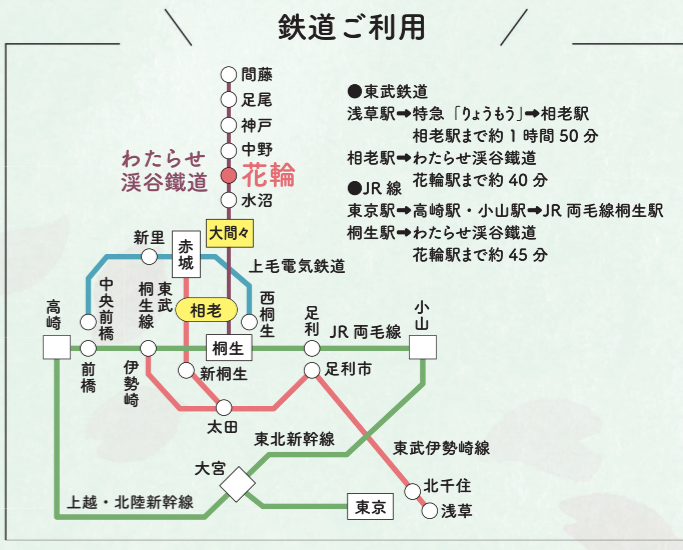 鉄道ご利用
●東武鉄道
浅草駅➡特急「りょうもう」➡相老駅
相老駅まで約1時間50分
相老駅➡わたらせ渓谷鐵道
花輪駅まで約40分
●JR線
東京駅➡高崎駅・小山駅➡JR両毛線桐生駅
桐生駅➡わたらせ渓谷鐵道
花輪駅まで約45分
間藤
足尾
神戸
中野
わたらせ
渓谷鐵道
花輪
水沼
大間々
新里
赤城
上毛電気鉄道
中央前橋
東武
桐生線
相老
西桐生
高崎
足利
小山
JR両毛線
桐生
前橋
伊勢崎
新桐生
足利市
太田
東北新幹線
東武伊勢崎線
大宮
北千住
上越・北陸新幹線
東京
浅草